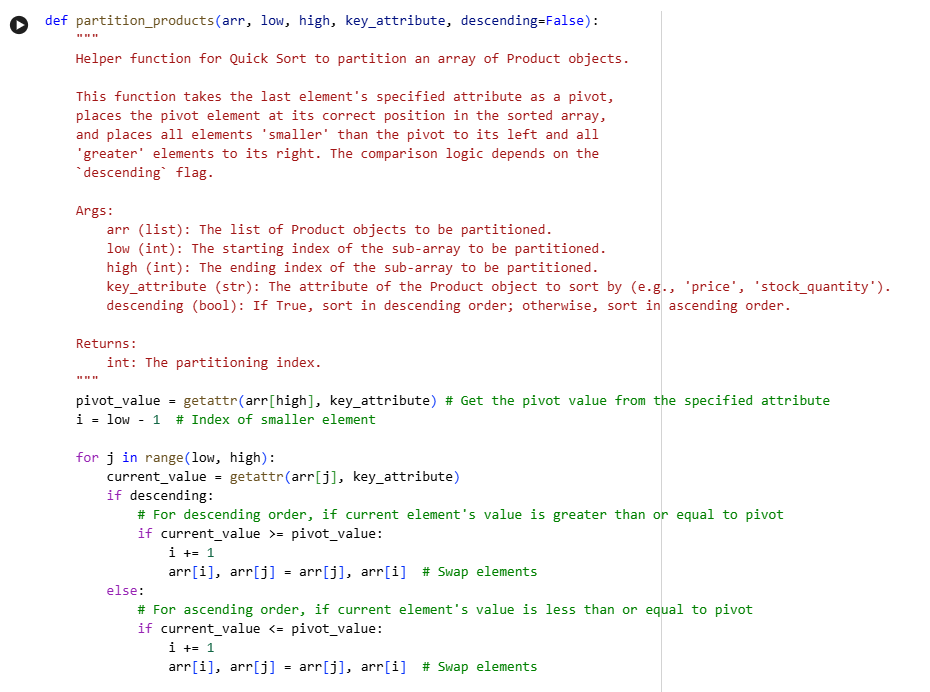 def partition_products(arr, low, high, key_attribute, descending=False):
    """
    Helper function for Quick Sort to partition an array of Product objects.

    This function takes the last element's specified attribute as a pivot,
    places the pivot element at its correct position in the sorted array,
    and places all elements 'smaller' than the pivot to its left and all
    'greater' elements to its right. The comparison logic depends on the
    `descending` flag.

    Args:
        arr (list): The list of Product objects to be partitioned.
        low (int): The starting index of the sub-array to be partitioned.
        high (int): The ending index of the sub-array to be partitioned.
        key_attribute (str): The attribute of the Product object to sort by (e.g., 'price', 'stock_quantity').
        descending (bool): If True, sort in descending order; otherwise, sort in ascending order.

    Returns:
        int: The partitioning index.
    """
    pivot_value = getattr(arr[high], key_attribute) # Get the pivot value from the specified attribute
    i = low - 1  # Index of smaller element

    for j in range(low, high):
        current_value = getattr(arr[j], key_attribute)
        if descending:
            # For descending order, if current element's value is greater than or equal to pivot
            if current_value >= pivot_value:
                i += 1
                arr[i], arr[j] = arr[j], arr[i]  # Swap elements
        else:
            # For ascending order, if current element's value is less than or equal to pivot
            if current_value <= pivot_value:
                i += 1
                arr[i], arr[j] = arr[j], arr[i]  # Swap elements